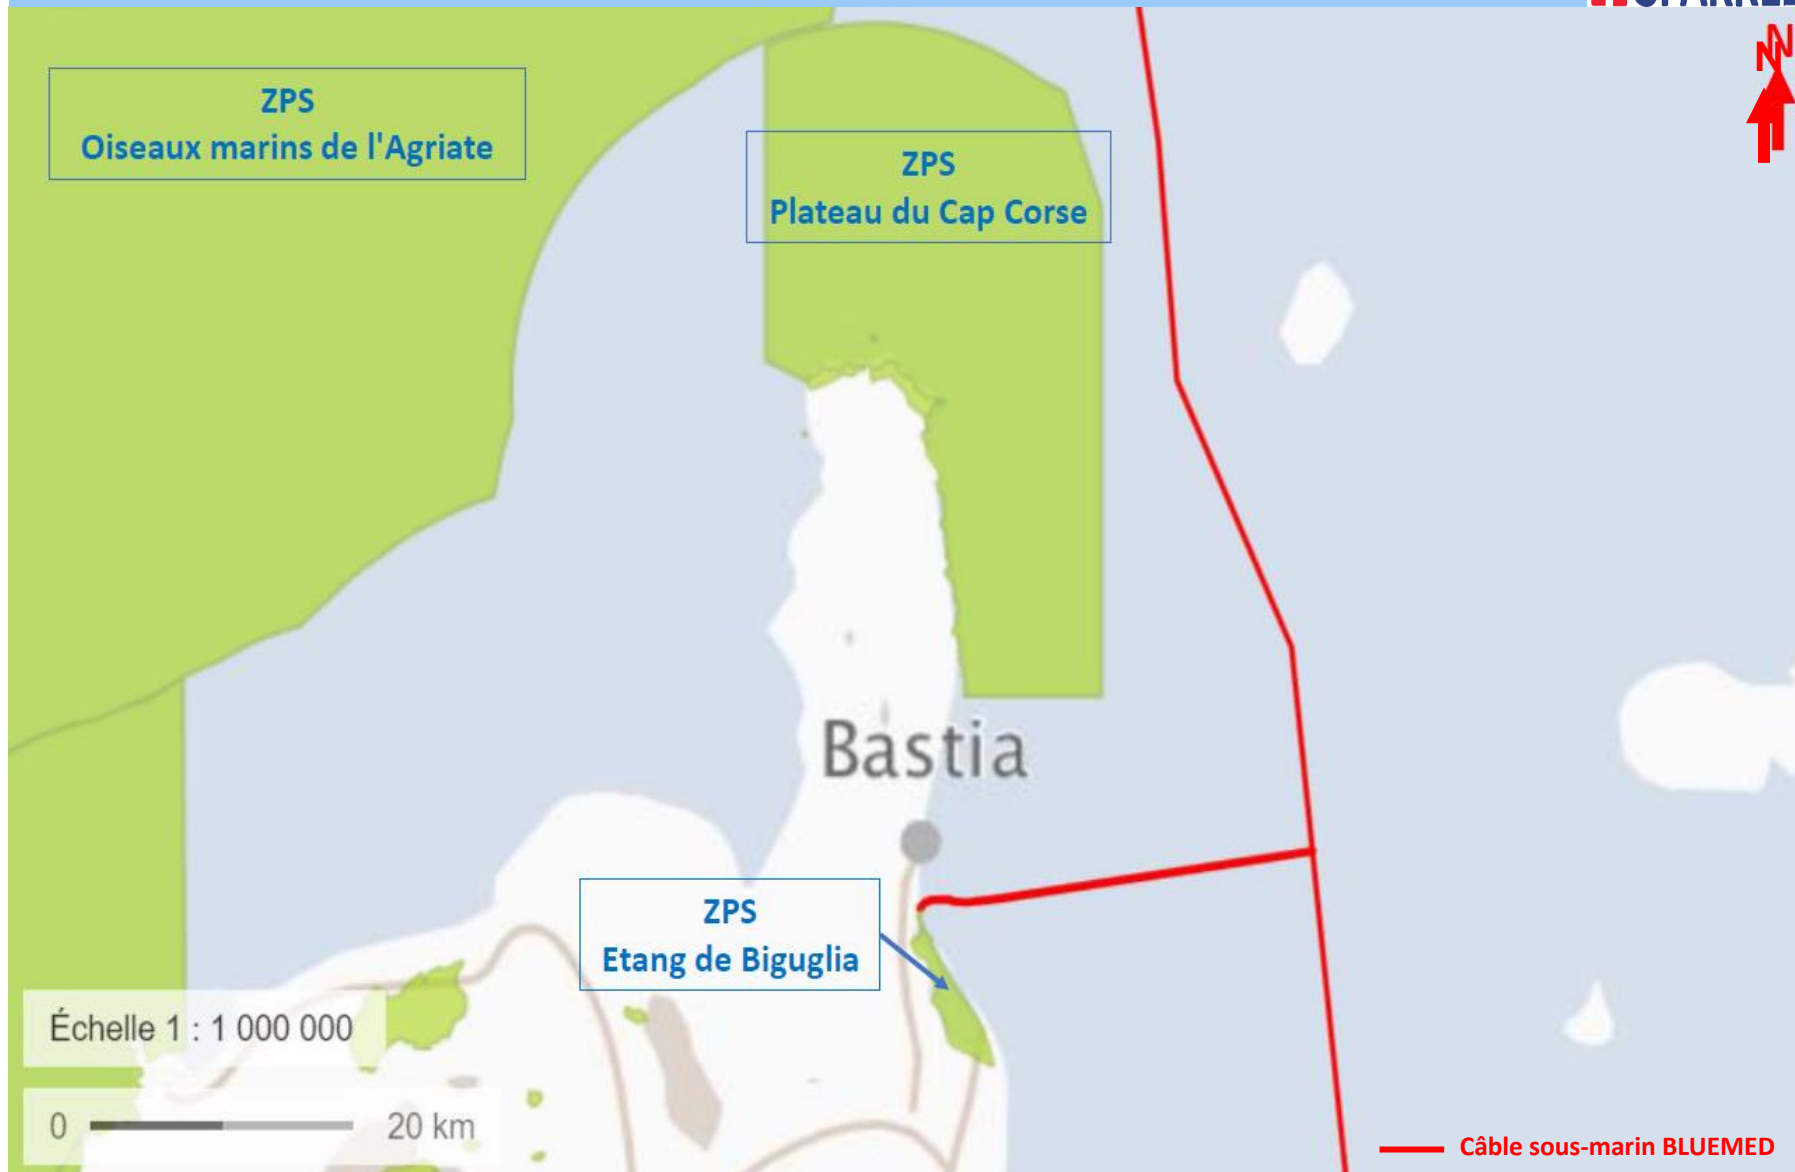 ZPS
Oiseaux marins de l'Agriate
ZPS
Plateau du Cap Corse
N
N
Bastia
ZPS
Etang de Biguglia
Échelle 1 : 1 000 000
0 20 km
Câble sous-marin BLUEMED